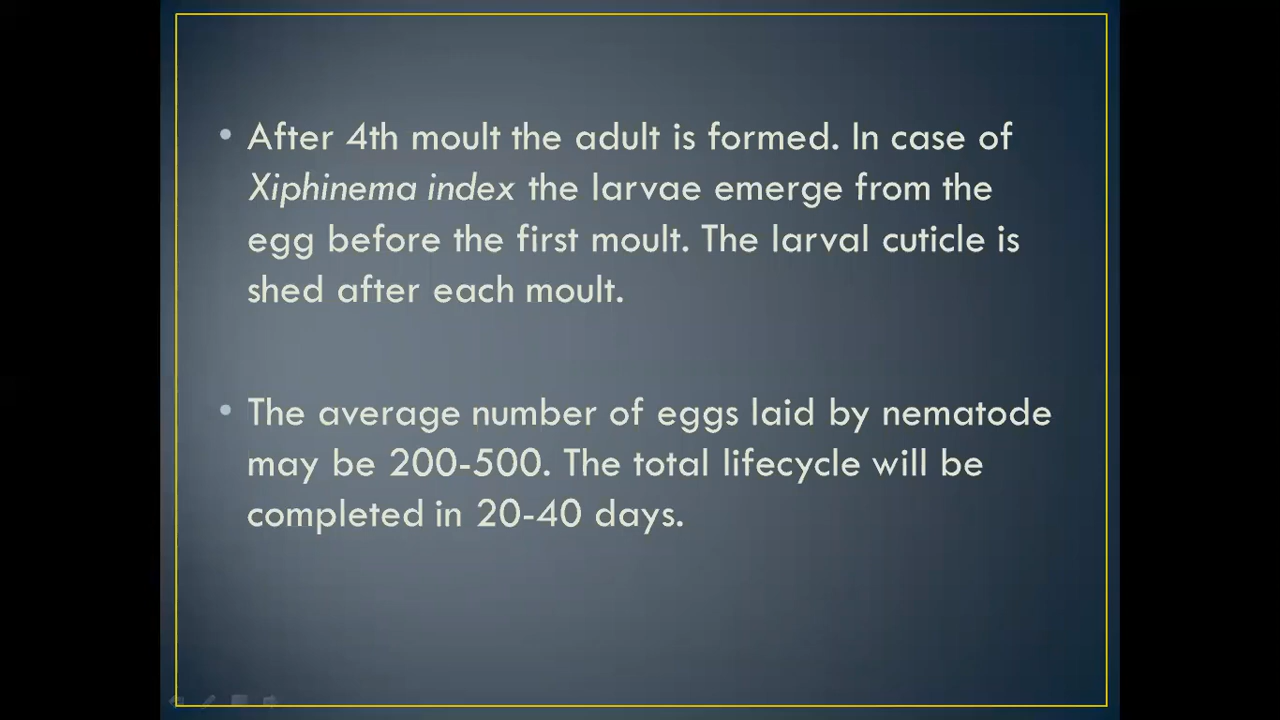 • After 4th moult the adult is formed. In case of
Xiphinema index the larvae emerge from the
egg before the first moult. The larval cuticle is
shed after each moult.
• The average number of eggs laid by nematode
may be 200-500. The total lifecycle will be
completed in 20-40 days.